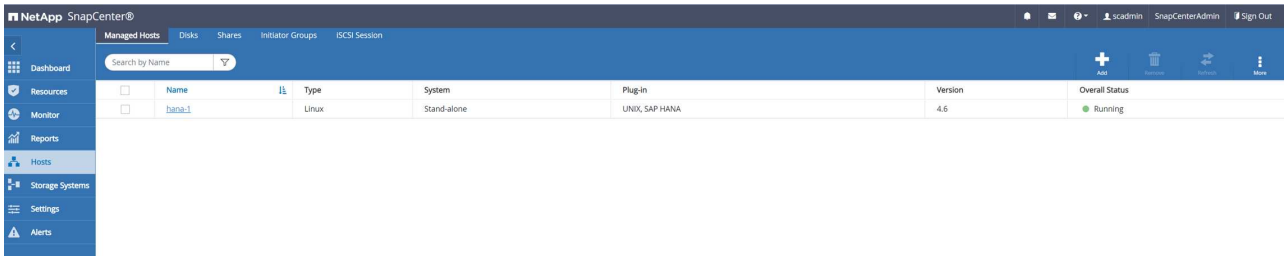 NetApp SnapCenter®
scadmin SnapCenterAdmin Sign Out
Managed Hosts Disks Shares Initiator Groups iSCSI Session
Search by Name
Add Remove Refresh More
Dashboard
Resources
Monitor
Reports
Hosts
Storage Systems
Settings
Alerts
Name Type System Plug-in Version Overall Status
hana-1 Linux Stand-alone UNIX, SAP HANA 4.6 Running